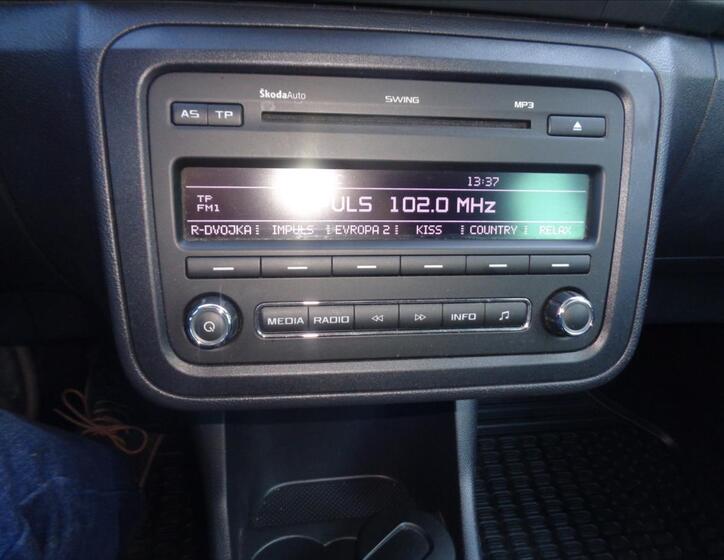 ŠkodaAuto SWING MP3
AS TP
13:37
TP
FM1
ULS 102.0 MHz
R-DVOJKA IMPULS EVROPA 2 KISS COUNTRY RELAX
MEDIA RADIO INFO